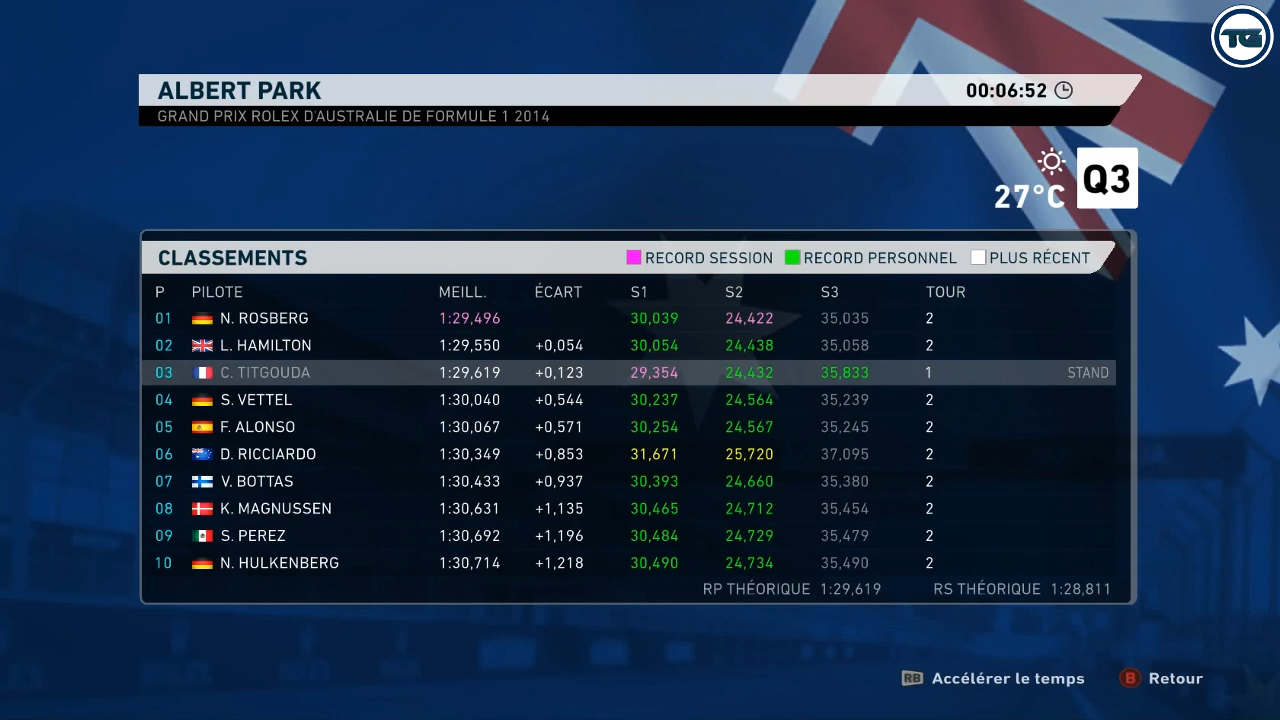 TG
ALBERT PARK 00:06:52
GRAND PRIX ROLEX D'AUSTRALIE DE FORMULE 1 2014
27°C Q3
CLASSEMENTS RECORD SESSION RECORD PERSONNEL PLUS RÉCENT
P PILOTE MEILL. ÉCART S1 S2 S3 TOUR
01 N. ROSBERG 1:29,496 30,039 24,422 35,035 2
02 L. HAMILTON 1:29,550 +0,054 30,054 24,438 35,058 2
03 C. TITGOUDA 1:29,619 +0,123 29,354 24,432 35,833 1 STAND
04 S. VETTEL 1:30,040 +0,544 30,237 24,564 35,239 2
05 F. ALONSO 1:30,067 +0,571 30,254 24,567 35,245 2
06 D. RICCIARDO 1:30,349 +0,853 31,671 25,720 37,095 2
07 V. BOTTAS 1:30,433 +0,937 30,393 24,660 35,380 2
08 K. MAGNUSSEN 1:30,631 +1,135 30,465 24,712 35,454 2
09 S. PEREZ 1:30,692 +1,196 30,484 24,729 35,479 2
10 N. HULKENBERG 1:30,714 +1,218 30,490 24,734 35,490 2
RP THÉORIQUE 1:29,619 RS THÉORIQUE 1:28,811
RB Accélérer le temps B Retour